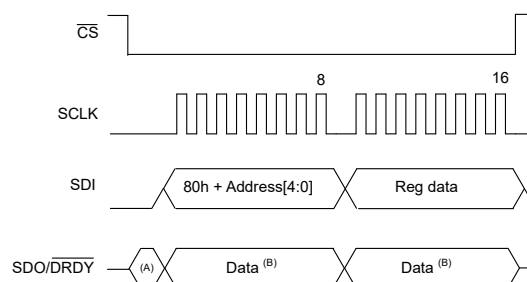 CS
8
16
SCLK
SDI
80h + Address[4:0]
Reg data
SDO/DRDY
(A)
Data (B)
Data (B)